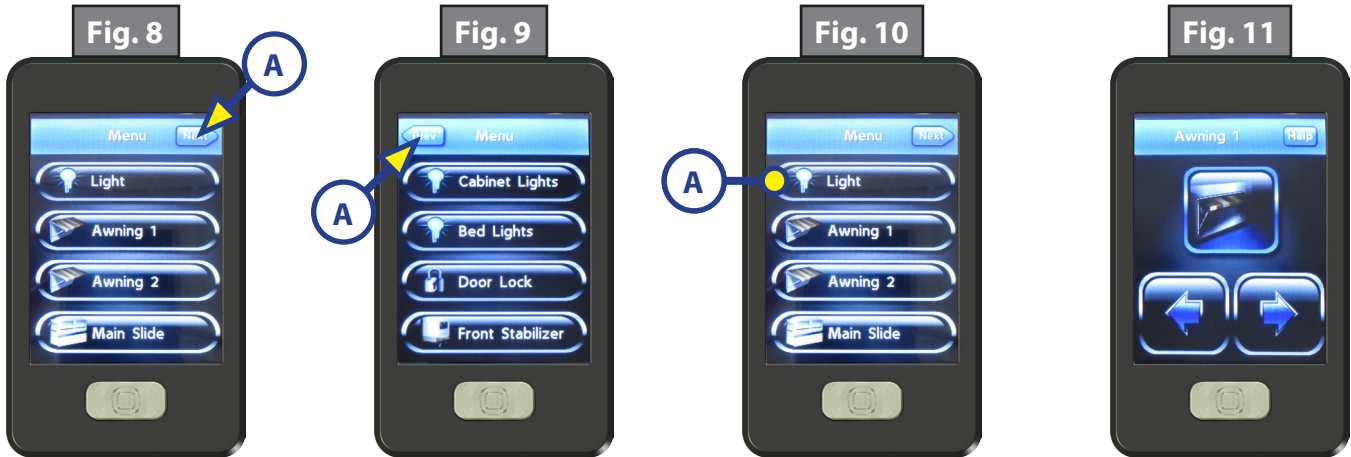 Fig. 8
A
Menu Next
Light
Awning 1
Awning 2
Main Slide
Fig. 9
A
Prev Menu
Cabinet Lights
Bed Lights
Door Lock
Front Stabilizer
Fig. 10
A
Menu Next
Light
Awning 1
Awning 2
Main Slide
Fig. 11
Awning 1 Help